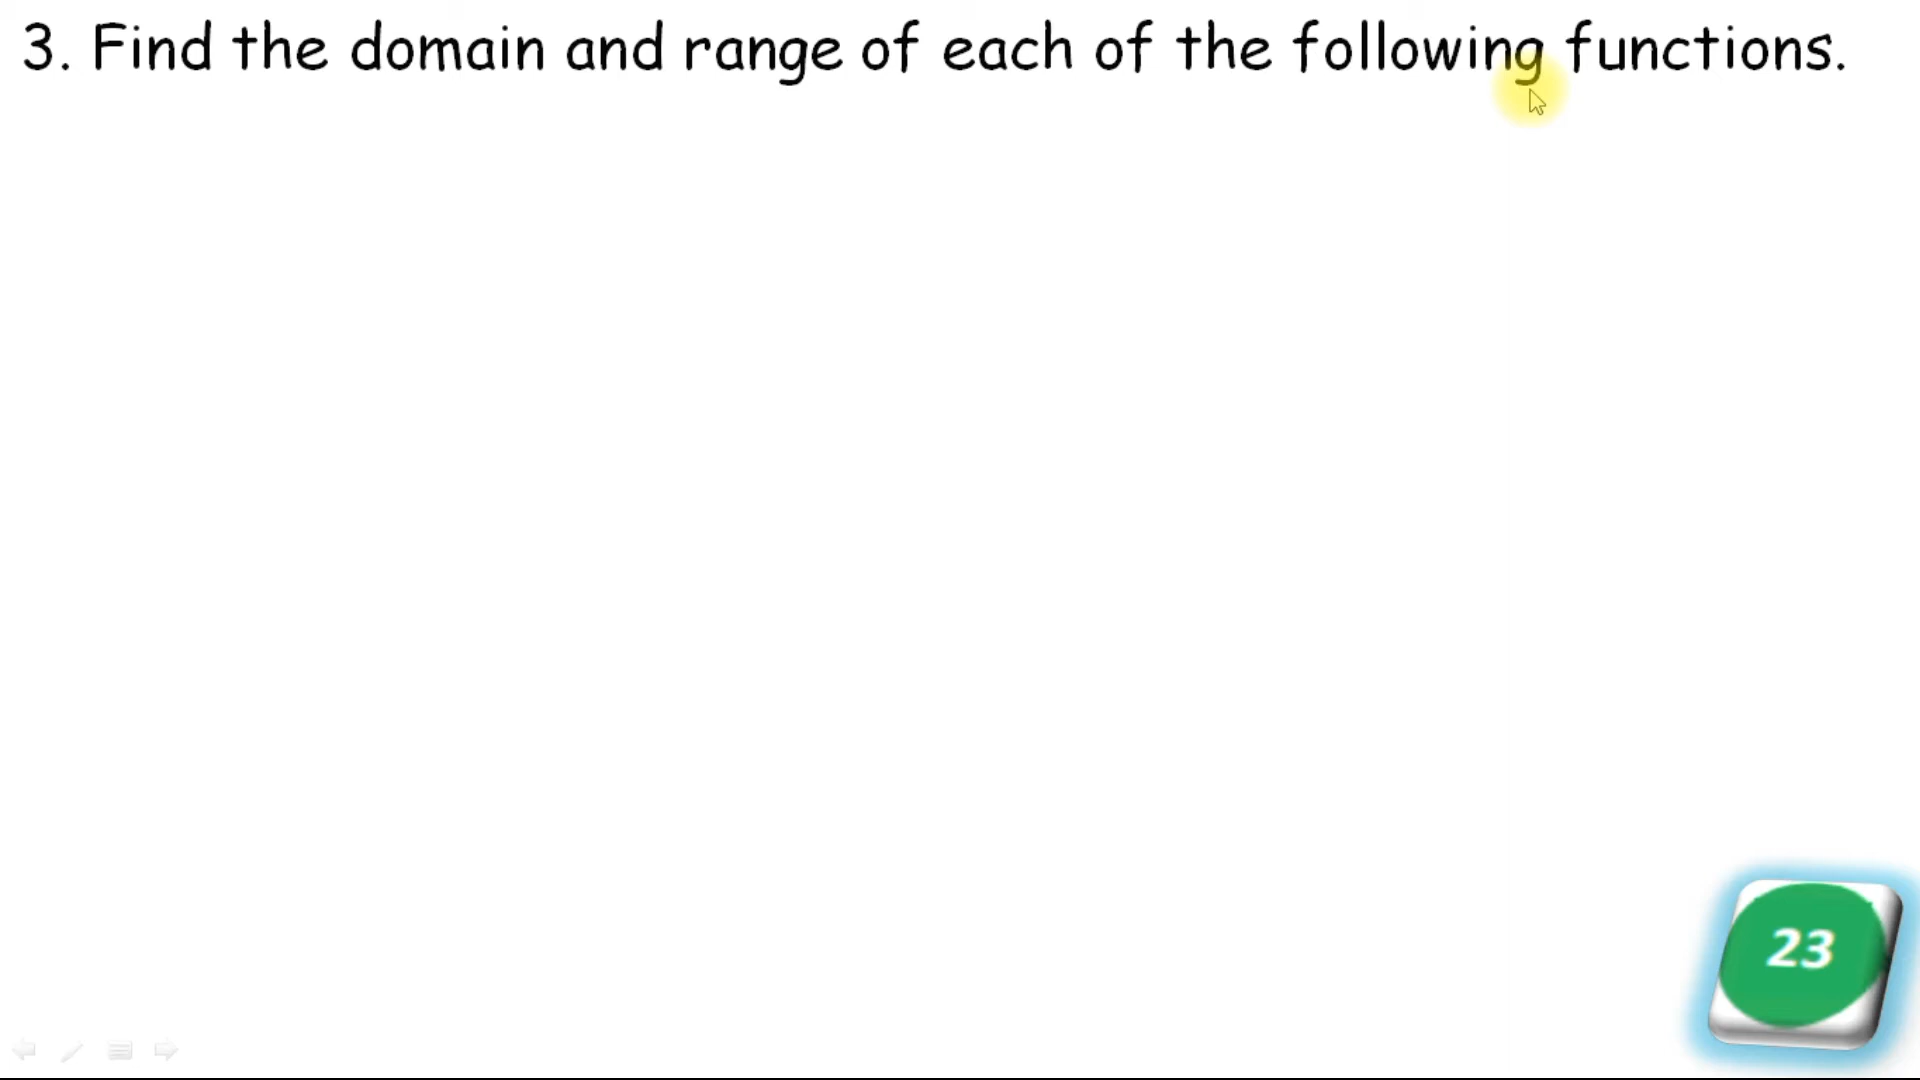 3. Find the domain and range of each of the following functions.
23